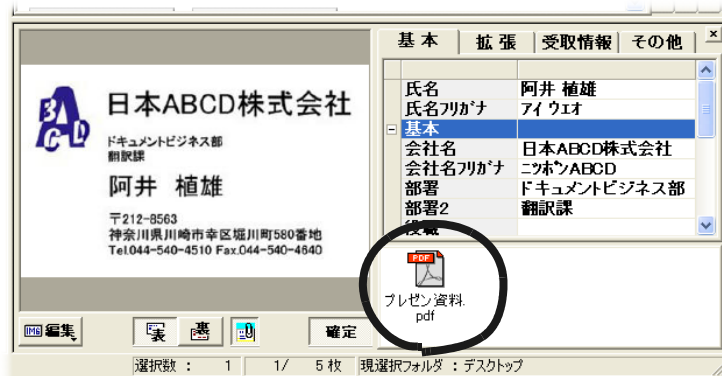 基本
拡張
受取情報
その他
日本ABCD株式会社
ドキュメントビジネス部
翻訳課
阿井 植雄
〒212-8563
神奈川県川崎市幸区堀川町580番地
Tel.044-540-4510 Fax.044-540-4640
氏名 阿井 植雄
氏名フリガナ アイ ウエオ
基本
会社名 日本ABCD株式会社
会社名フリガナ ニッポンABCD
部署 ドキュメントビジネス部
部署2 翻訳課
役職
PDF
プレゼン資料.
pdf
IMG 編集
表
裏
確定
選択数 : 1 1/ 5 枚 現選択フォルダ : デスクトップ